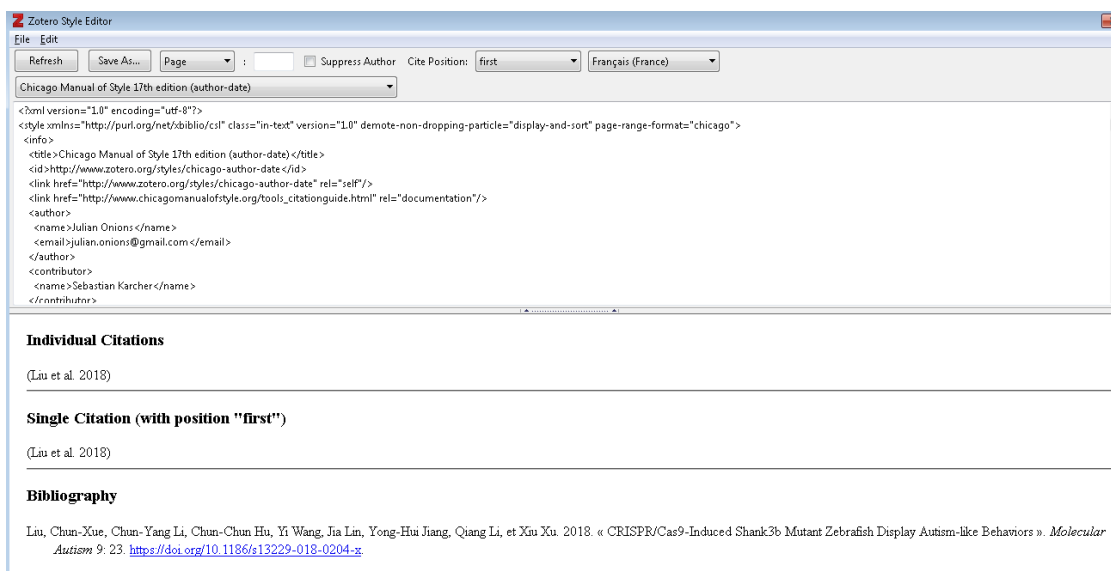 Zotero Style Editor
File Edit
Refresh Save As... Page : Suppress Author Cite Position: first Français (France)
Chicago Manual of Style 17th edition (author-date)
<?xml version="1.0" encoding="utf-8"?>
<style xmlns="http://purl.org/net/xbiblio/csl" class="in-text" version="1.0" demote-non-dropping-particle="display-and-sort" page-range-format="chicago">
<info>
<title>Chicago Manual of Style 17th edition (author-date)</title>
<id>http://www.zotero.org/styles/chicago-author-date</id>
<link href="http://www.zotero.org/styles/chicago-author-date" rel="self"/>
<link href="http://www.chicagomanualofstyle.org/tools_citationguide.html" rel="documentation"/>
<author>
<name>Julian Onions</name>
<email>julian.onions@gmail.com</email>
</author>
<contributor>
<name>Sebastian Karcher</name>
</contributor>
Individual Citations
(Liu et al. 2018)
Single Citation (with position "first")
(Liu et al. 2018)
Bibliography
Liu, Chun-Xue, Chun-Yang Li, Chun-Chun Hu, Yi Wang, Jia Lin, Yong-Hui Jiang, Qiang Li, et Xiu Xu. 2018. « CRISPR/Cas9-Induced Shank3b Mutant Zebrafish Display Autism-like Behaviors ». Molecular
Autism 9: 23. https://doi.org/10.1186/s13229-018-0204-x.